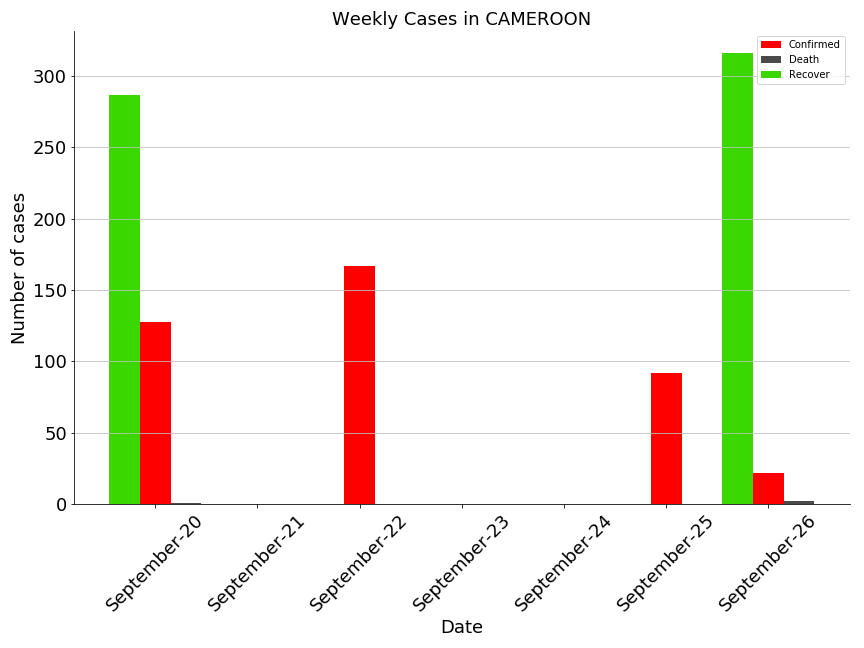 Weekly Cases in CAMEROON
Confirmed
Death
Recover
Number of cases
300
250
200
150
100
50
0
September-20
September-21
September-22
September-23
September-24
September-25
September-26
Date